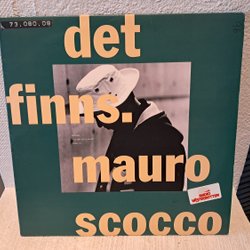 73,080,08
det
finns.
mauro
scocco